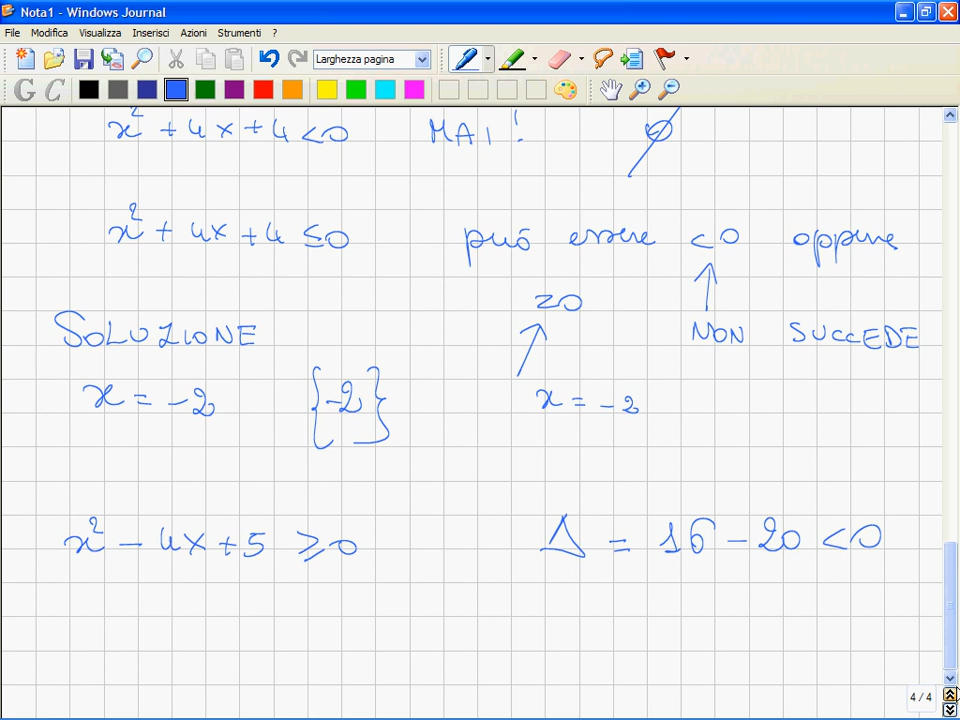 Nota1 - Windows Journal
File Modifica Visualizza Inserisci Azioni Strumenti ?
Larghezza pagina
G C
x² + 4x + 4 < 0 MAI! ∅
x² + 4x + 4 ≤ 0 può essere < 0 oppure
= 0
SOLUZIONE NON SUCCEDE
x = -2 {-2} x = -2
x² - 4x + 5 ≥ 0 Δ = 16 - 20 < 0
4 / 4